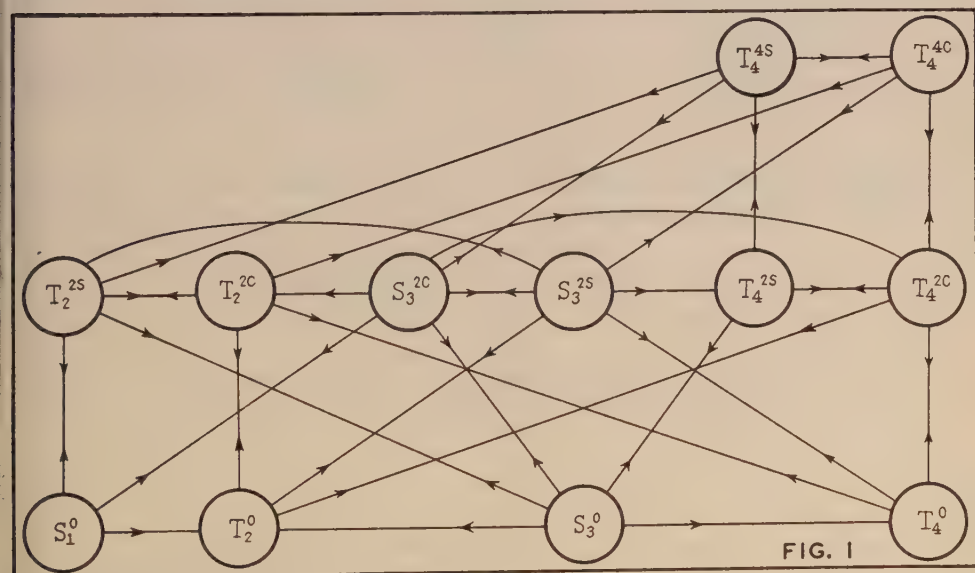 T₄⁴ˢ T₄⁴ᶜ
T₂²ˢ T₂²ᶜ S₃²ᶜ S₃²ˢ T₄²ˢ T₄²ᶜ
S₁⁰ T₂⁰ S₃⁰ T₄⁰
FIG. 1